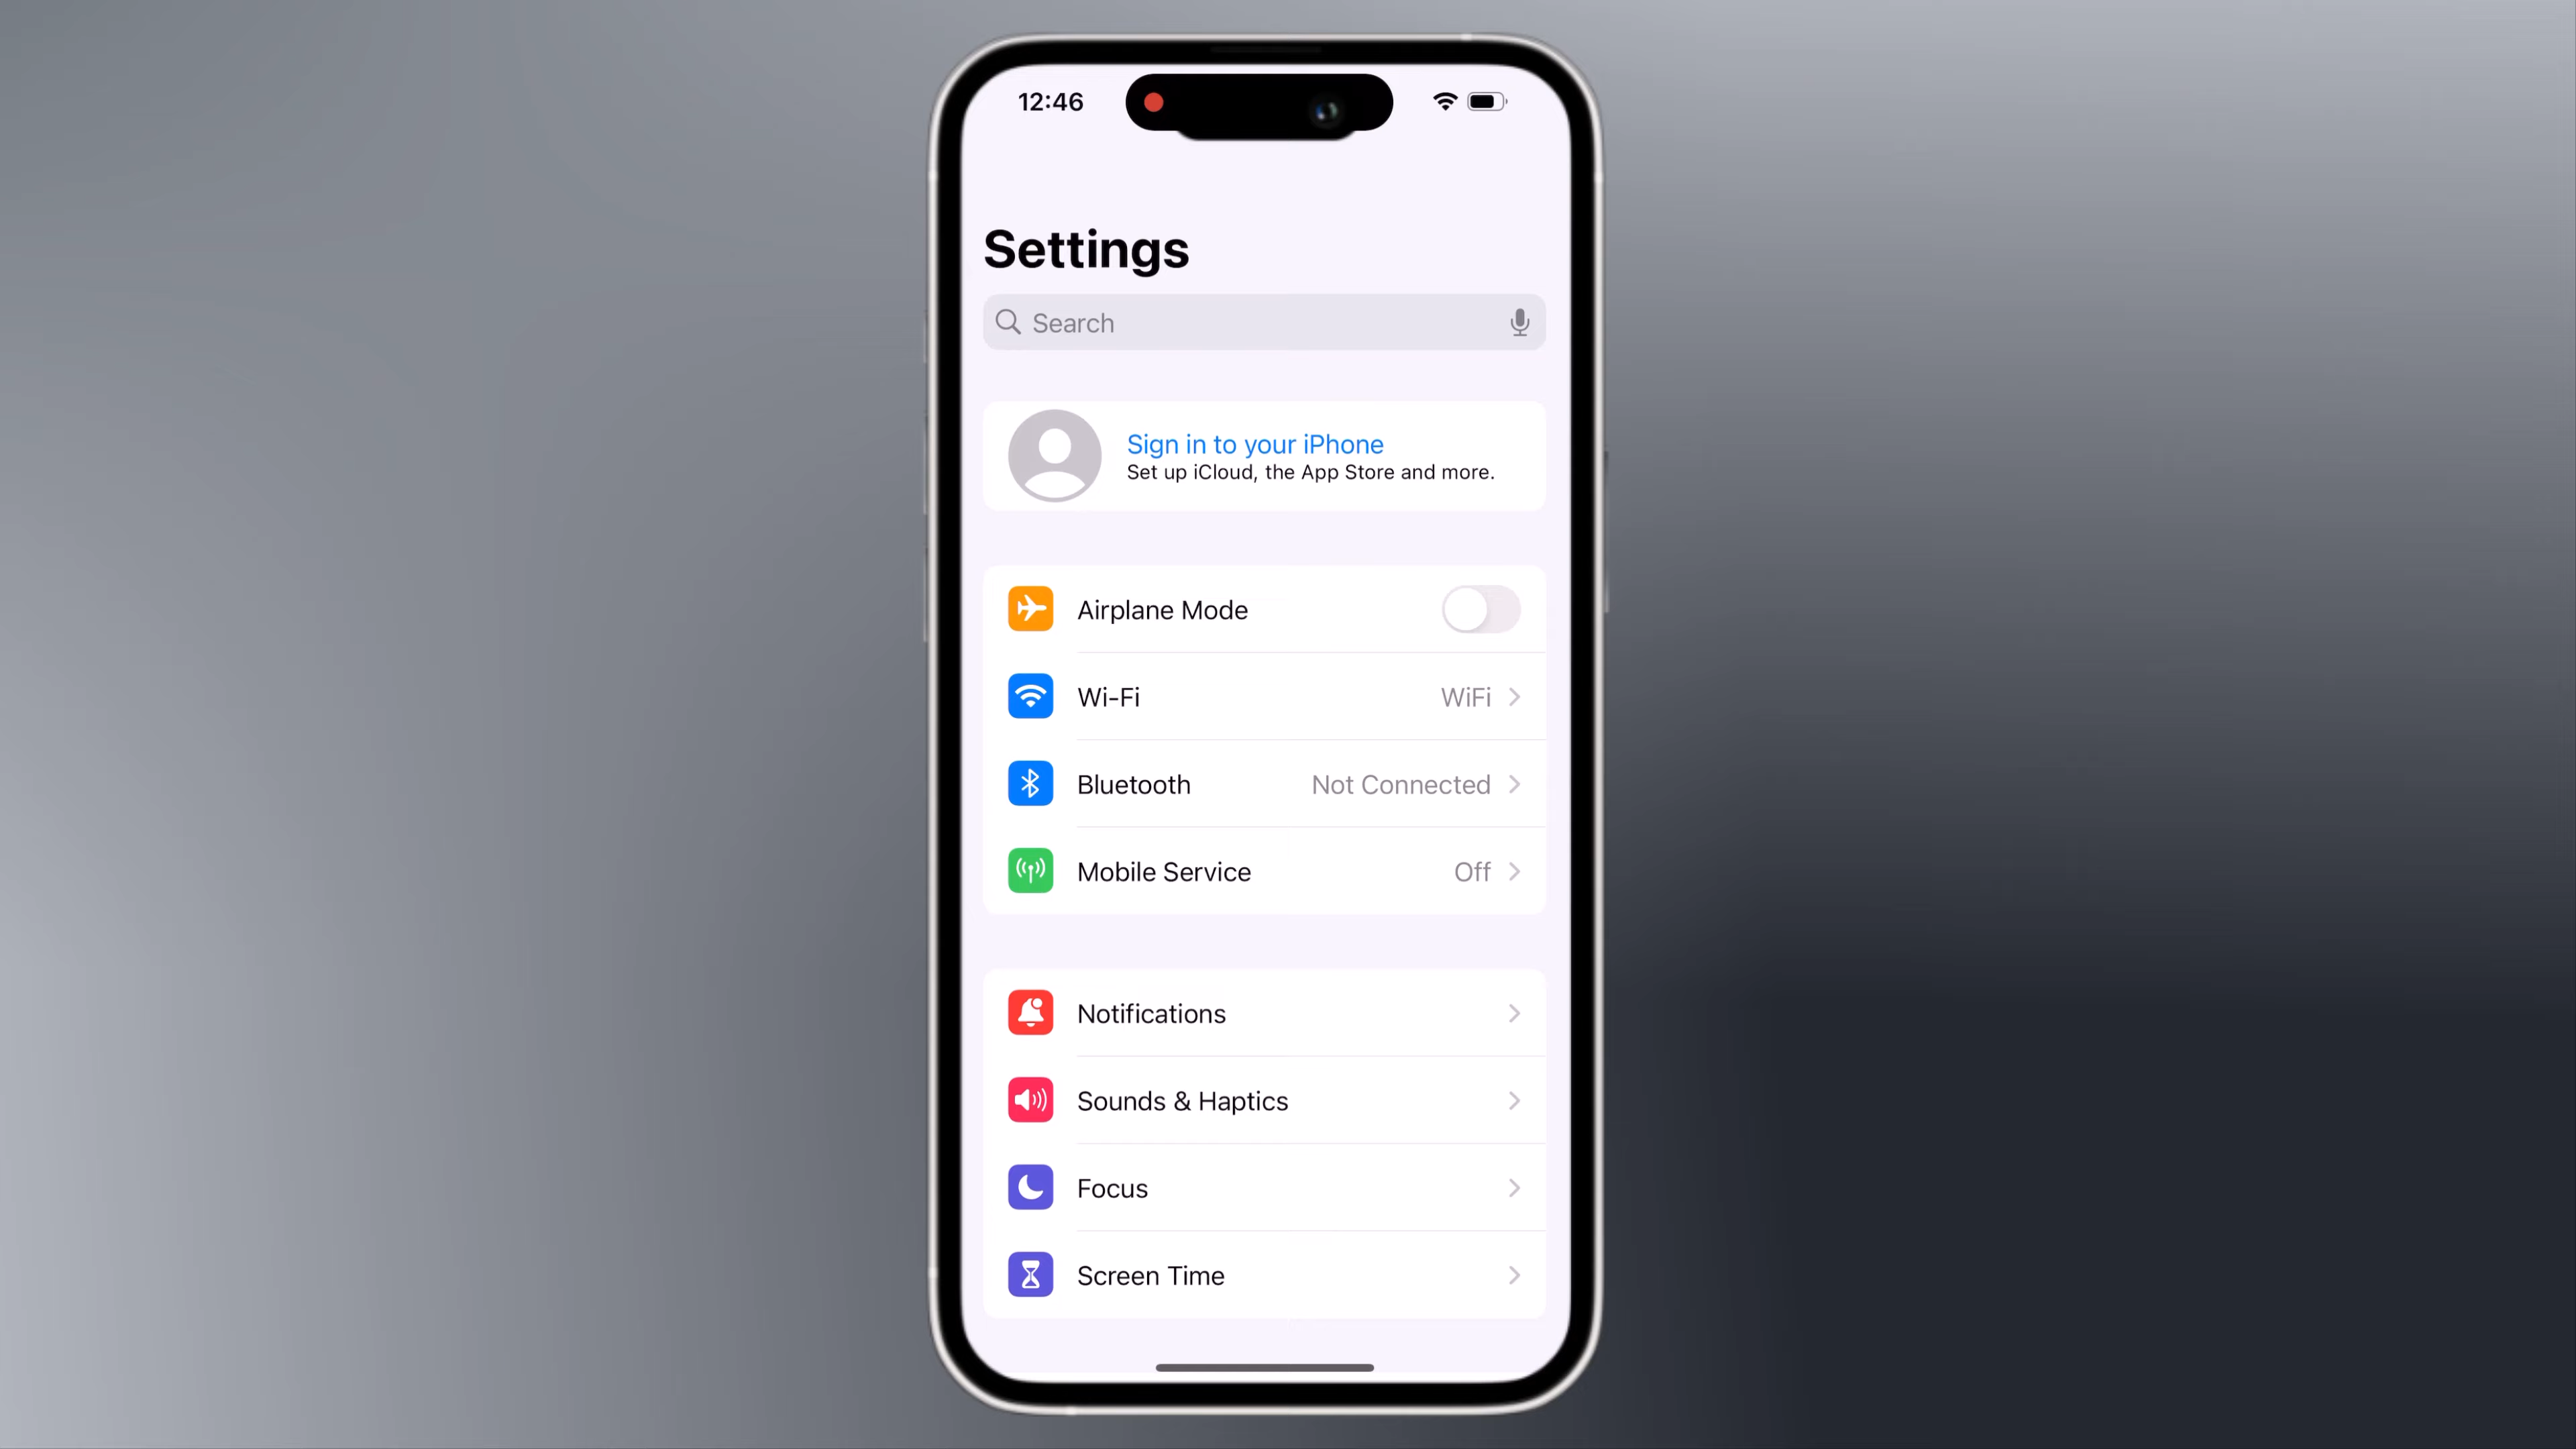 12:46
Settings
Search
Sign in to your iPhone
Set up iCloud, the App Store and more.
Airplane Mode
Wi-Fi WiFi
Bluetooth Not Connected
Mobile Service Off
Notifications
Sounds & Haptics
Focus
Screen Time